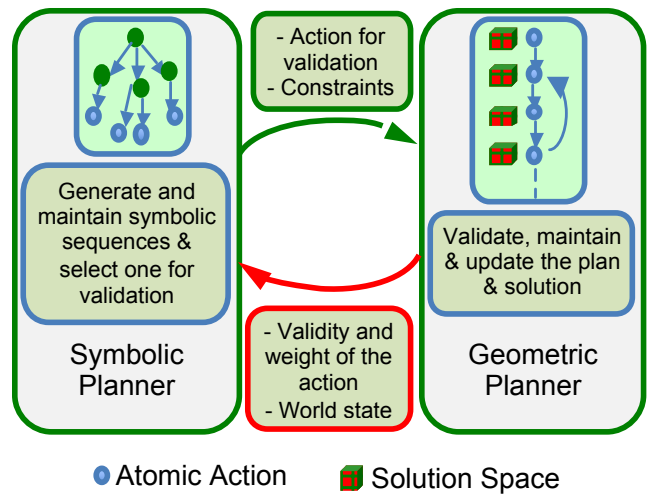 - Action for
validation
- Constraints
Generate and
maintain symbolic
sequences &
select one for
validation
Validate, maintain
& update the plan
& solution
Symbolic
Planner
- Validity and
weight of the
action
- World state
Geometric
Planner
Atomic Action
Solution Space